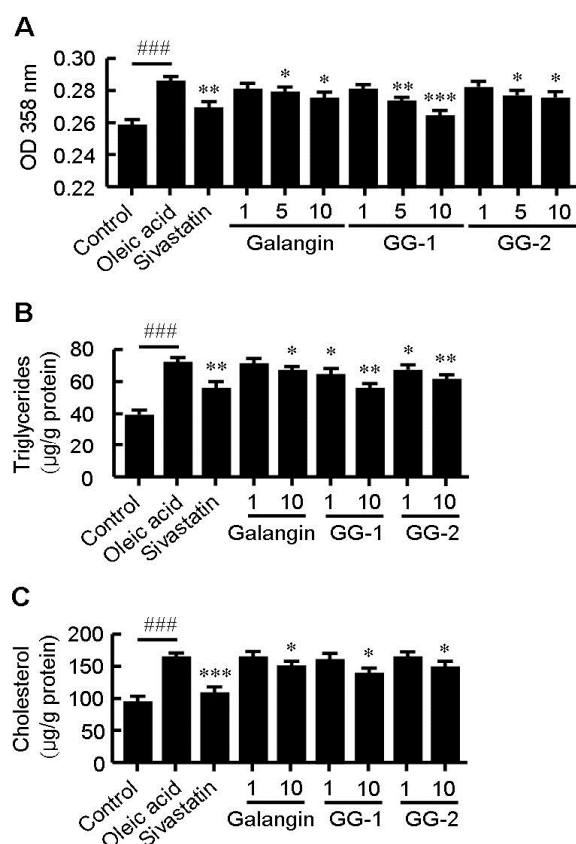 A
###
** * * ** *** * *
OD 358 nm
0.30
0.28
0.26
0.24
0.22
Control
Oleic acid
Sivastatin
1 5 10 1 5 10 1 5 10
Galangin GG-1 GG-2
B
###
** * * ** * **
Triglycerides
(µg/g protein)
80
60
40
20
0
Control
Oleic acid
Sivastatin
1 10 1 10 1 10
Galangin GG-1 GG-2
C
###
*** * * *
Cholesterol
(µg/g protein)
200
150
100
50
0
Control
Oleic acid
Sivastatin
1 10 1 10 1 10
Galangin GG-1 GG-2